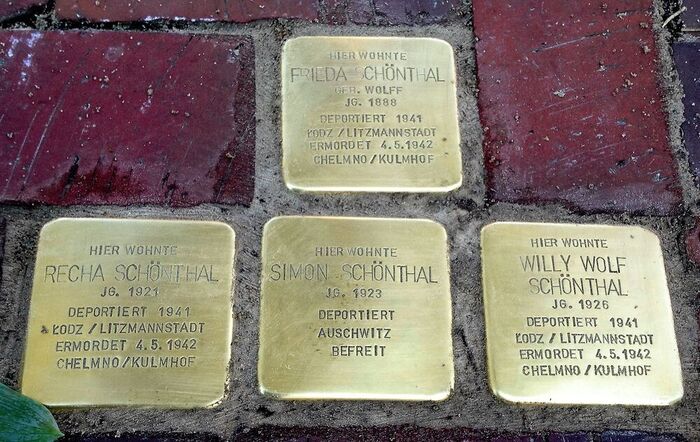 HIER WOHNTE
FRIEDA SCHÖNTHAL
GEB. WOLFF
JG. 1888
DEPORTIERT 1941
ŁODZ / LITZMANNSTADT
ERMORDET 4.5.1942
CHELMNO / KULMHOF
HIER WOHNTE
RECHA SCHÖNTHAL
JG. 1921
DEPORTIERT 1941
ŁODZ / LITZMANNSTADT
ERMORDET 4.5.1942
CHELMNO / KULMHOF
HIER WOHNTE
SIMON SCHÖNTHAL
JG. 1923
DEPORTIERT
AUSCHWITZ
BEFREIT
HIER WOHNTE
WILLY WOLF
SCHÖNTHAL
JG. 1926
DEPORTIERT 1941
ŁODZ / LITZMANNSTADT
ERMORDET 4.5.1942
CHELMNO / KULMHOF